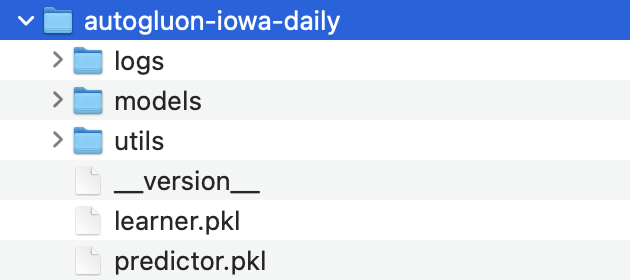 autogluon-iowa-daily
logs
models
utils
__version__
learner.pkl
predictor.pkl